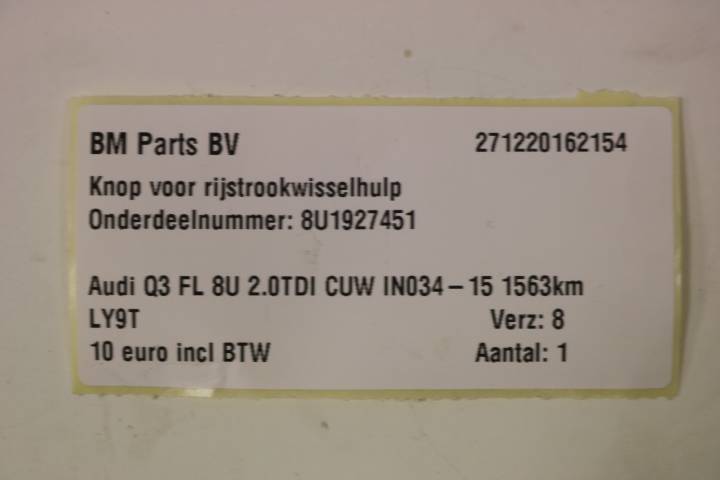 BM Parts BV 271220162154
Knop voor rijstrookwisselhulp
Onderdeelnummer: 8U1927451
Audi Q3 FL 8U 2.0TDI CUW IN034-15 1563km
LY9T Verz: 8
10 euro incl BTW Aantal: 1